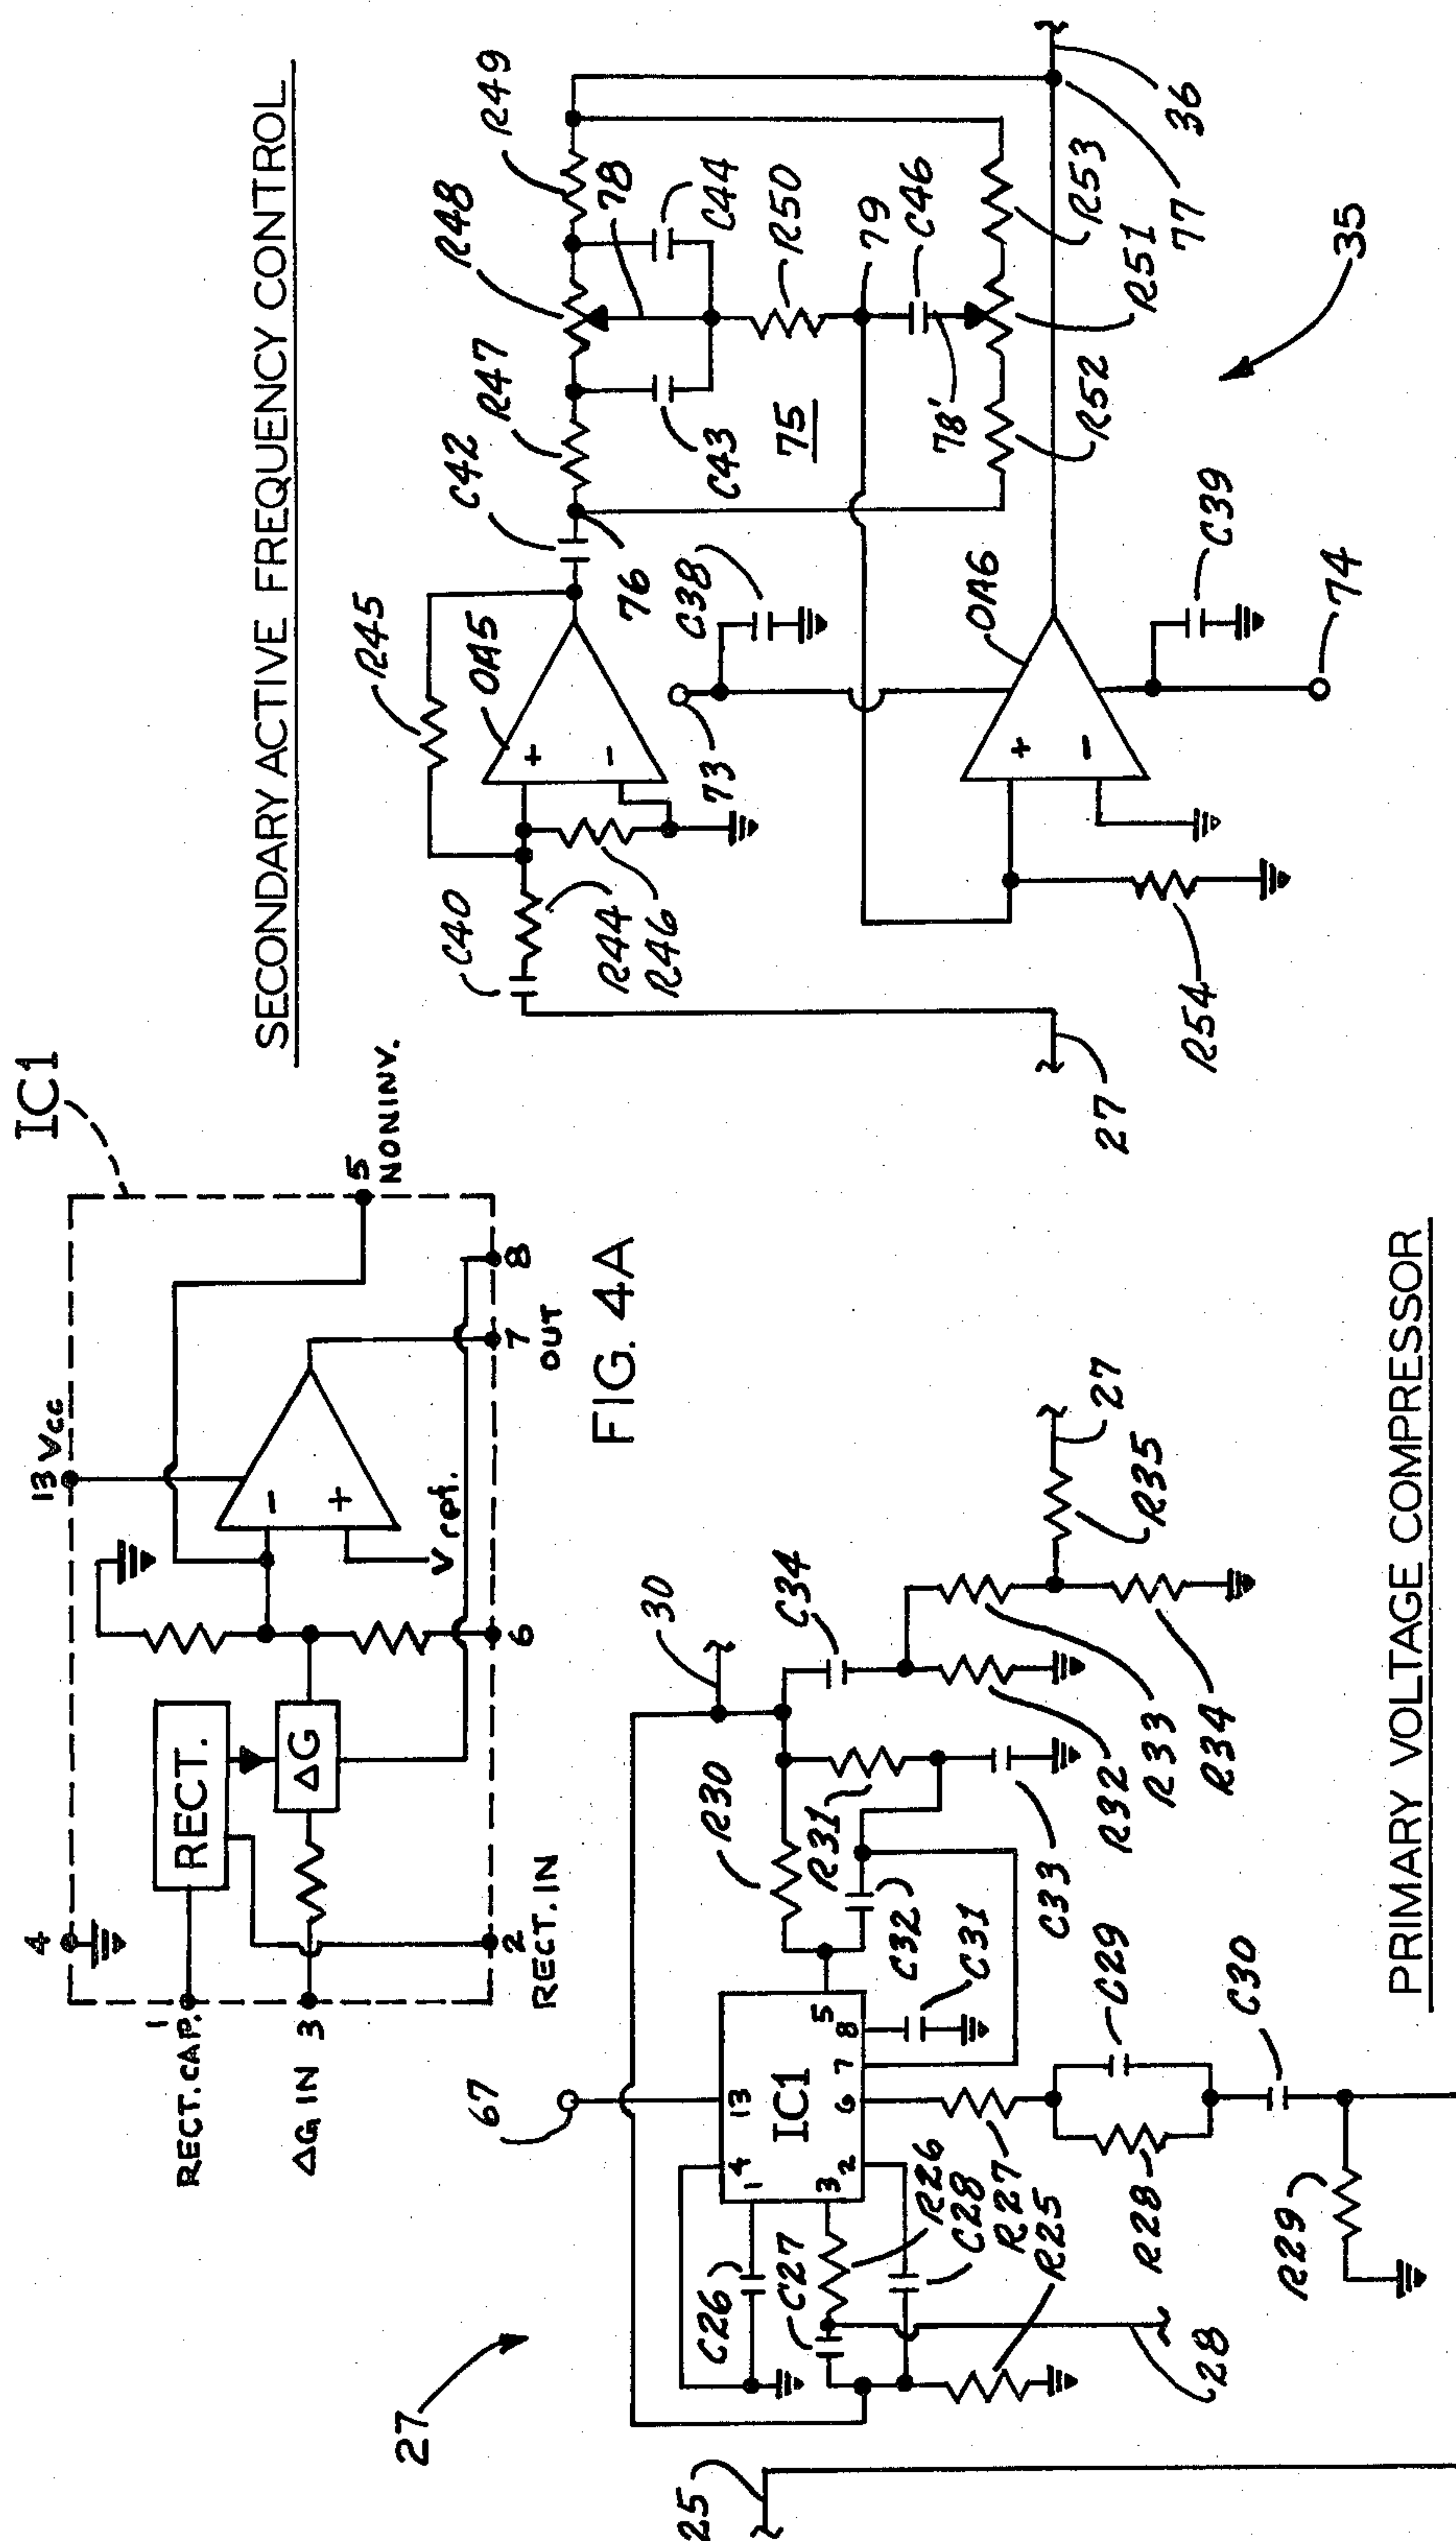 IC1
4
13 Vcc
RECT.
1
RECT. CAP.
ΔG
ΔG IN 3
-
+
Vref.
5
NONINV.
2
RECT. IN
6
7
OUT
8
FIG. 4A
SECONDARY ACTIVE FREQUENCY CONTROL
R45
C40
R44
R46
OA5
+
-
C42
76
R47
R48
R49
78
C43
C44
75
R50
79
C46
78'
R52
R51
R53
77
36
73
C38
OA6
+
-
C39
74
R54
27
35
27
67
30
25
C26
C27
4
1
3
2
13
IC1
6
7
8
5
R26
C28
R27
R25
28
R30
R31
C32
C31
C33
C34
R32
R33
R34
R35
27
R28
C29
C30
R29
PRIMARY VOLTAGE COMPRESSOR